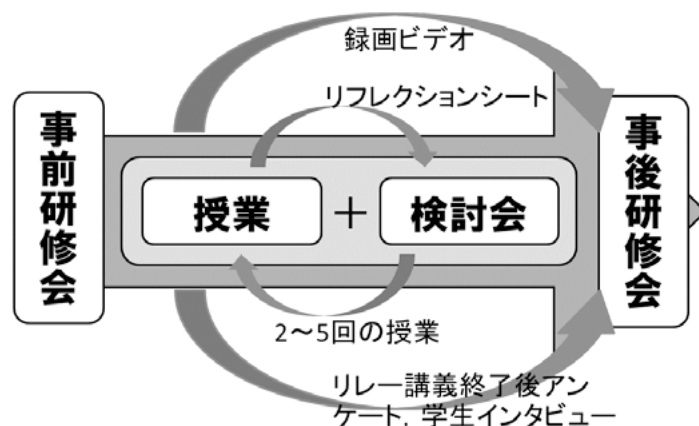 録画ビデオ
リフレクションシート
事前研修会
授業
+
検討会
事後研修会
2～5回の授業
リレー講義終了後アン
ケート，学生インタビュー